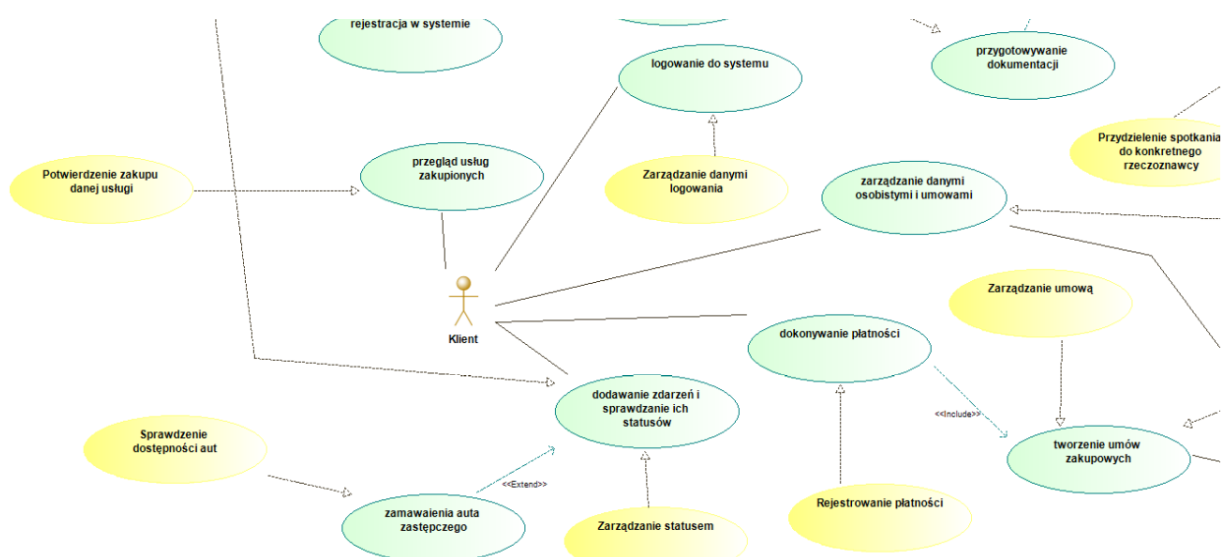 rejestracja w systemie
logowanie do systemu
przygotowywanie
dokumentacji
Przydzielenie spotkania
do konkretnego
rzeczoznawcy
Potwierdzenie zakupu
danej usługi
przegląd usług
zakupionych
Zarządzanie danymi
logowania
zarządzanie danymi
osobistymi i umowami
Zarządzanie umową
Klient
dokonywanie płatności
dodawanie zdarzeń i
sprawdzanie ich
statusów
<<Include>>
Sprawdzenie
dostępności aut
tworzenie umów
zakupowych
<<Extend>>
zamawaienia auta
zastępczego
Zarządzanie statusem
Rejestrowanie płatności